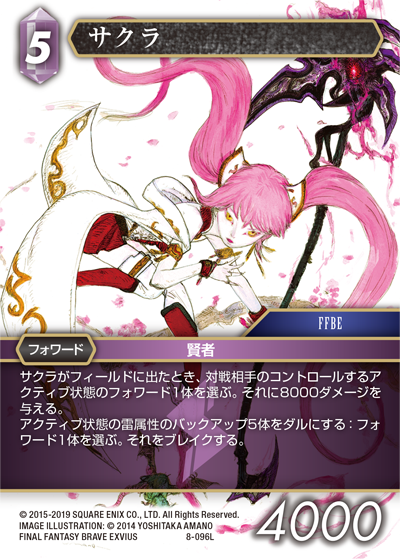 5
サクラ
FFBE
フォワード
賢者
サクラがフィールドに出たとき、対戦相手のコントロールするア
クティブ状態のフォワード1体を選ぶ。それに8000ダメージを
与える。
アクティブ状態の雷属性のバックアップ5体をダルにする：フォ
ワード1体を選ぶ。それをブレイクする。
© 2015-2019 SQUARE ENIX CO., LTD. All Rights Reserved.
IMAGE ILLUSTRATION: © 2014 YOSHITAKA AMANO
FINAL FANTASY BRAVE EXVIUS
8-096L
4000